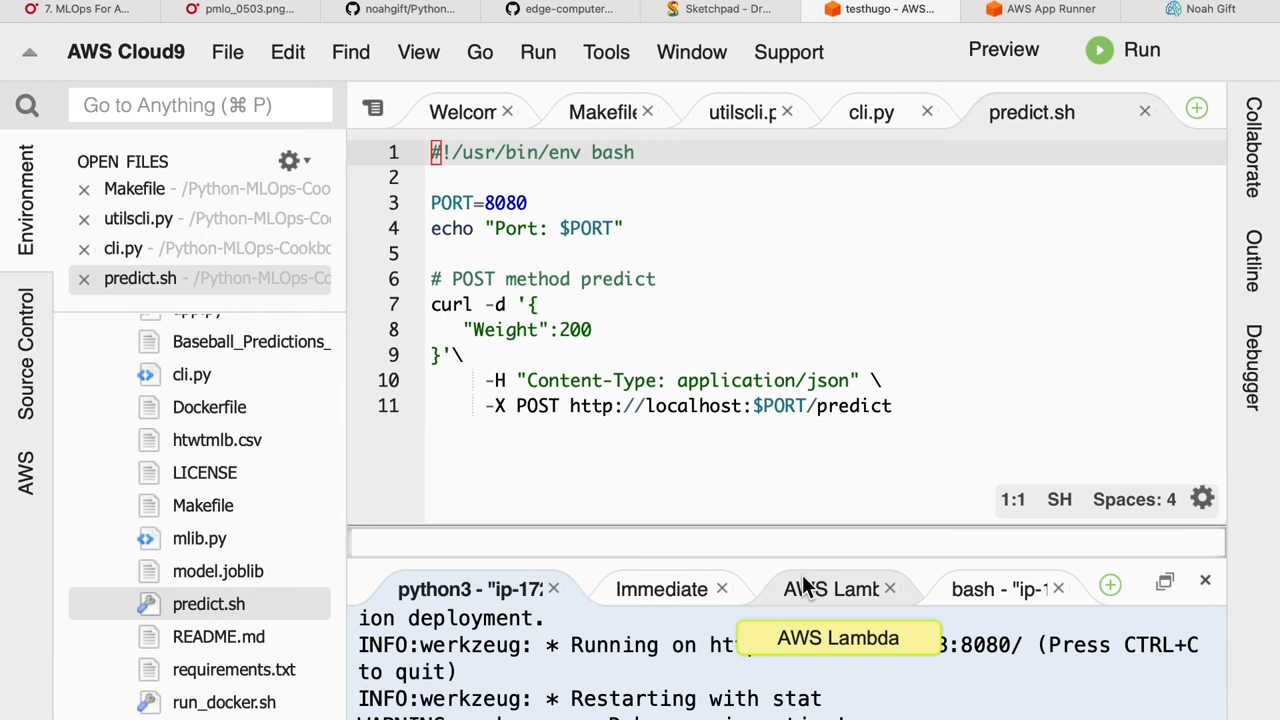 7. MLOps For A...
pmlo_0503.png...
noahgift/Python...
edge-computer...
Sketchpad - Dr...
testhugo - AWS...
AWS App Runner
Noah Gift
AWS Cloud9 File Edit Find View Go Run Tools Window Support Preview Run
Go to Anything (⌘ P)
Welcom
Makefile
utilscli.p
cli.py
predict.sh
Environment
Source Control
AWS
OPEN FILES
Makefile - /Python-MLOps-Coo
utilscli.py - /Python-MLOps-Co
cli.py - /Python-MLOps-Cookbo
predict.sh - /Python-MLOps-Co
app.py
Baseball_Predictions_
cli.py
Dockerfile
htwtmlb.csv
LICENSE
Makefile
mlib.py
model.joblib
predict.sh
README.md
requirements.txt
run_docker.sh
1 #!/usr/bin/env bash
2
3 PORT=8080
4 echo "Port: $PORT"
5
6 # POST method predict
7 curl -d '{
8 "Weight":200
9 }'\
10 -H "Content-Type: application/json" \
11 -X POST http://localhost:$PORT/predict
1:1 SH Spaces: 4
Collaborate
Outline
Debugger
python3 - "ip-172
Immediate
AWS Lamb
bash - "ip-1
AWS Lambda
ion deployment.
INFO:werkzeug: * Running on ht 3:8080/ (Press CTRL+C
to quit)
INFO:werkzeug: * Restarting with stat